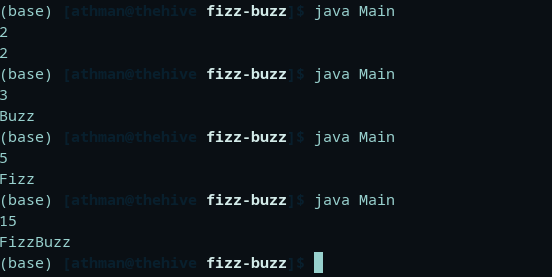 (base) [athman@thehive fizz-buzz]$ java Main
2
2
(base) [athman@thehive fizz-buzz]$ java Main
3
Buzz
(base) [athman@thehive fizz-buzz]$ java Main
5
Fizz
(base) [athman@thehive fizz-buzz]$ java Main
15
FizzBuzz
(base) [athman@thehive fizz-buzz]$